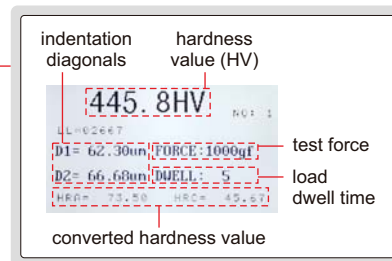 indentation diagonals
hardness value (HV)
445.8HV
NO: 1
LL=02667
D1= 62.30um FORCE:1000gf
D2= 66.68um DWELL: 5
HRA= 73.50 HRC= 45.67
test force
load dwell time
converted hardness value